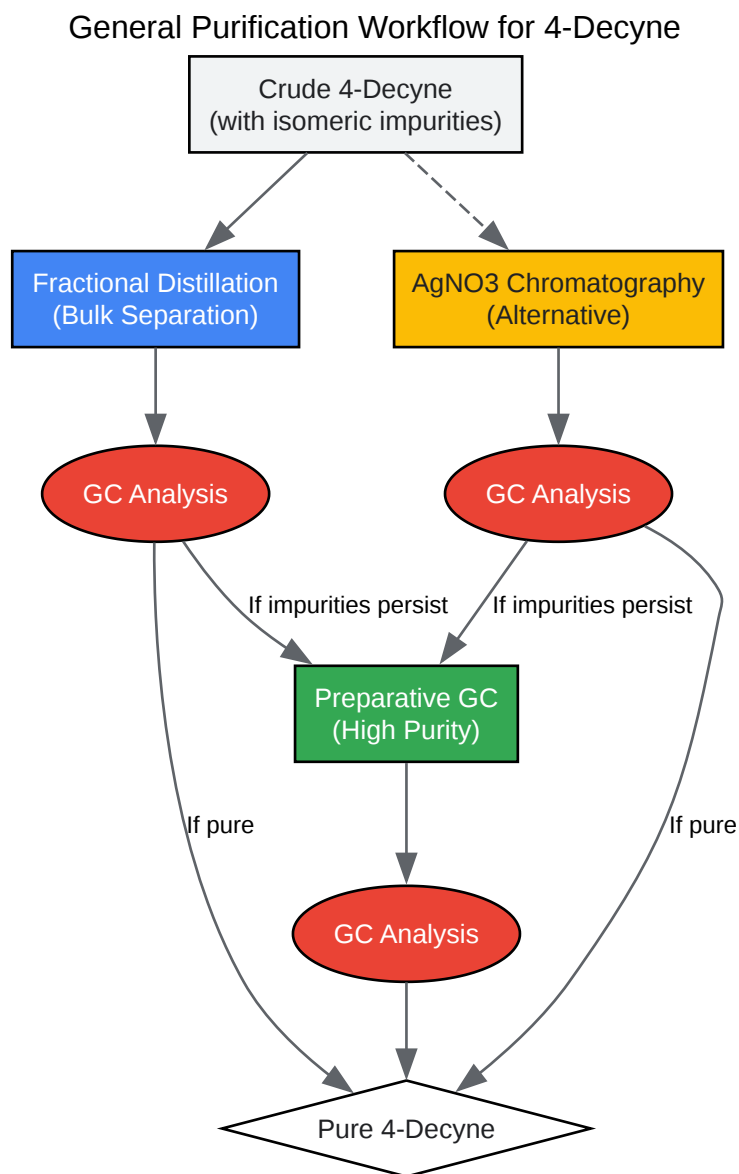 General Purification Workflow for 4-Decyne
Crude 4-Decyne
(with isomeric impurities)
Fractional Distillation
(Bulk Separation)
AgNO3 Chromatography
(Alternative)
GC Analysis
GC Analysis
If impurities persist
If impurities persist
Preparative GC
(High Purity)
If pure
If pure
GC Analysis
Pure 4-Decyne